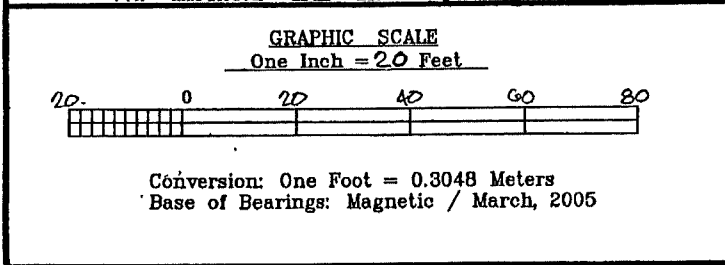 GRAPHIC SCALE
One Inch = 20 Feet
20. 0 20 40 60 80
Conversion: One Foot = 0.3048 Meters
Base of Bearings: Magnetic / March, 2005